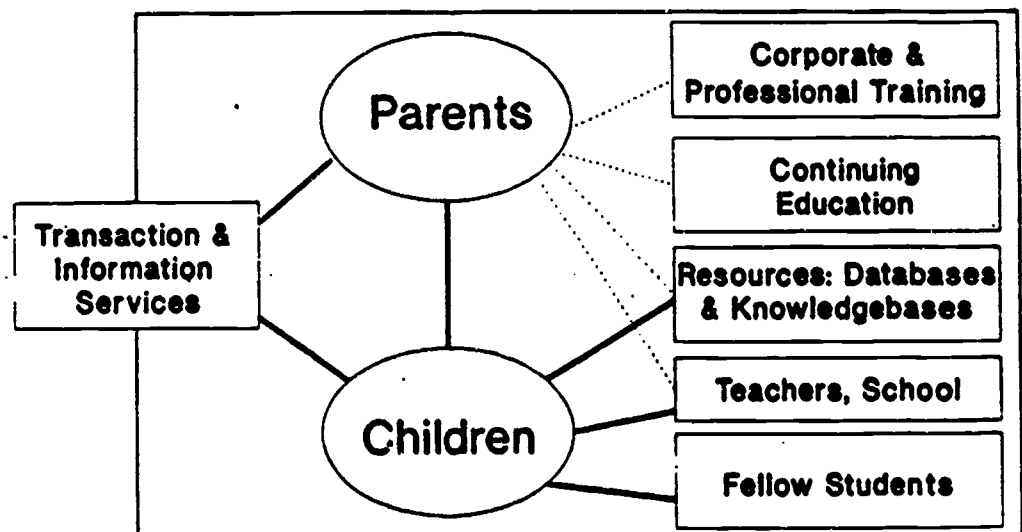 Parents
Corporate &
Professional Training
Continuing
Education
Transaction &
Information
Services
Resources: Databases
& Knowledgebases
Teachers, School
Children
Fellow Students